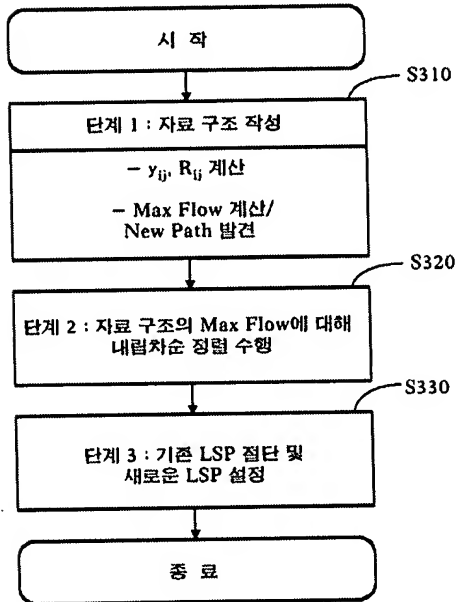 시 작
S310
단계 1 : 자료 구조 작성
– yij, Rij 계산
– Max Flow 계산/
New Path 발견
S320
단계 2 : 자료 구조의 Max Flow에 대해
내림차순 정렬 수행
S330
단계 3 : 기존 LSP 절단 및
새로운 LSP 설정
종 료